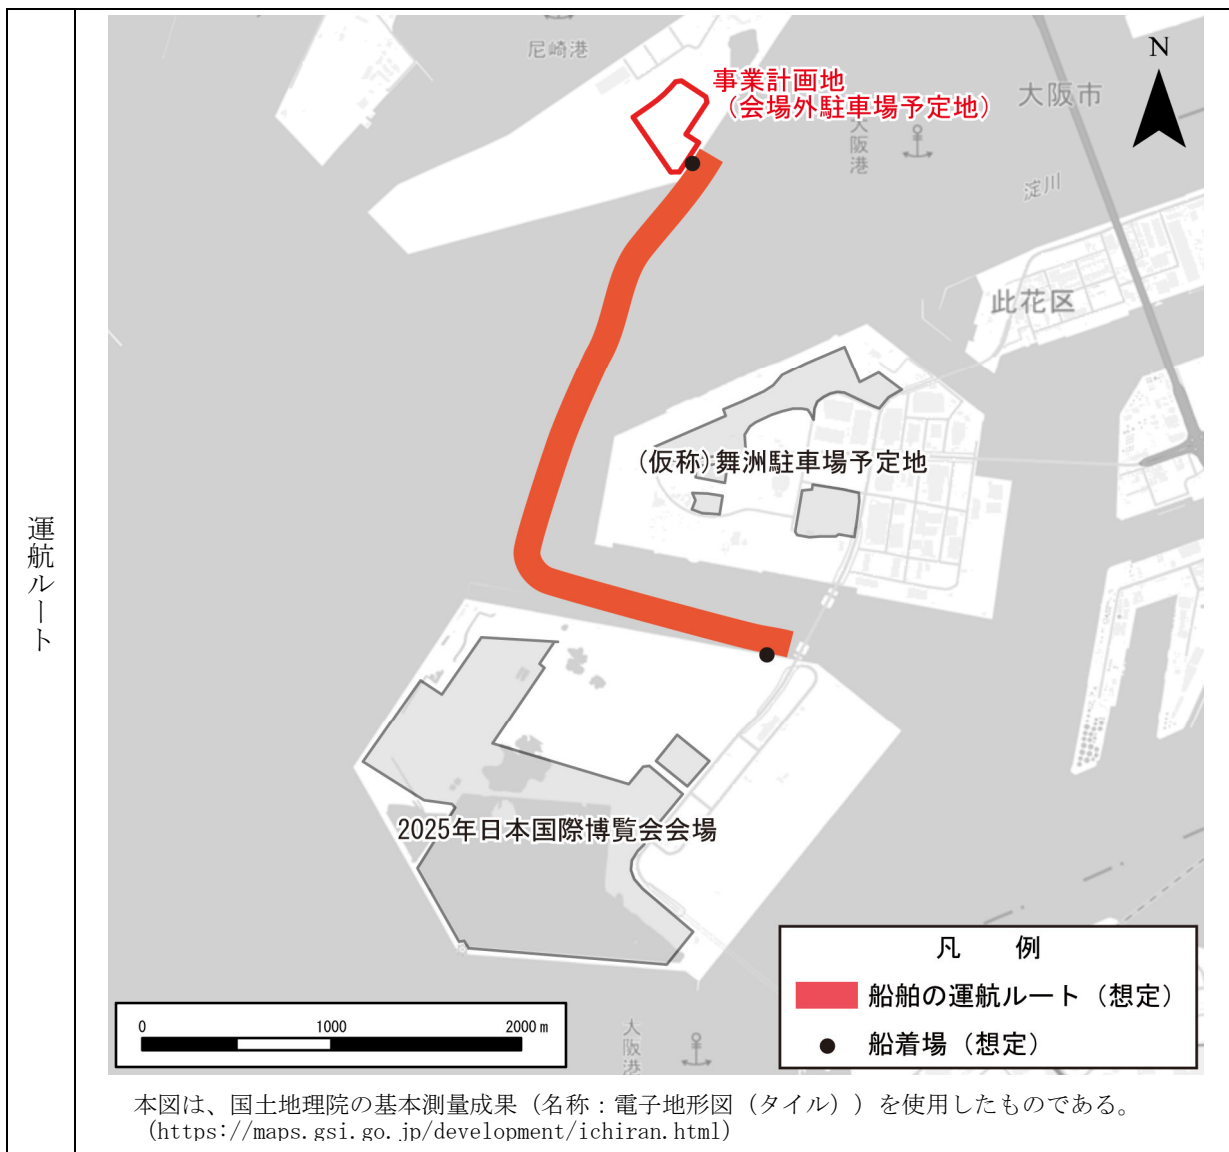 運航ルート
尼崎港
N
事業計画地
（会場外駐車場予定地）
大阪市
大阪港
淀川
此花区
(仮称)舞洲駐車場予定地
2025年日本国際博覧会会場
凡　例
船舶の運航ルート（想定）
船着場（想定）
0 1000 2000 m
大阪港
本図は、国土地理院の基本測量成果（名称：電子地形図（タイル））を使用したものである。
（https://maps.gsi.go.jp/development/ichiran.html）